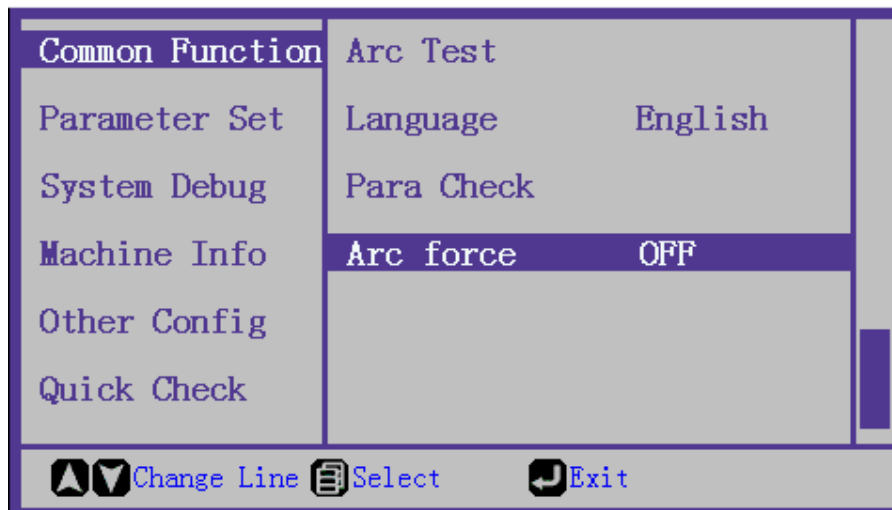 Common Function
Parameter Set
System Debug
Machine Info
Other Config
Quick Check
Arc Test
Language English
Para Check
Arc force OFF
Change Line Select Exit